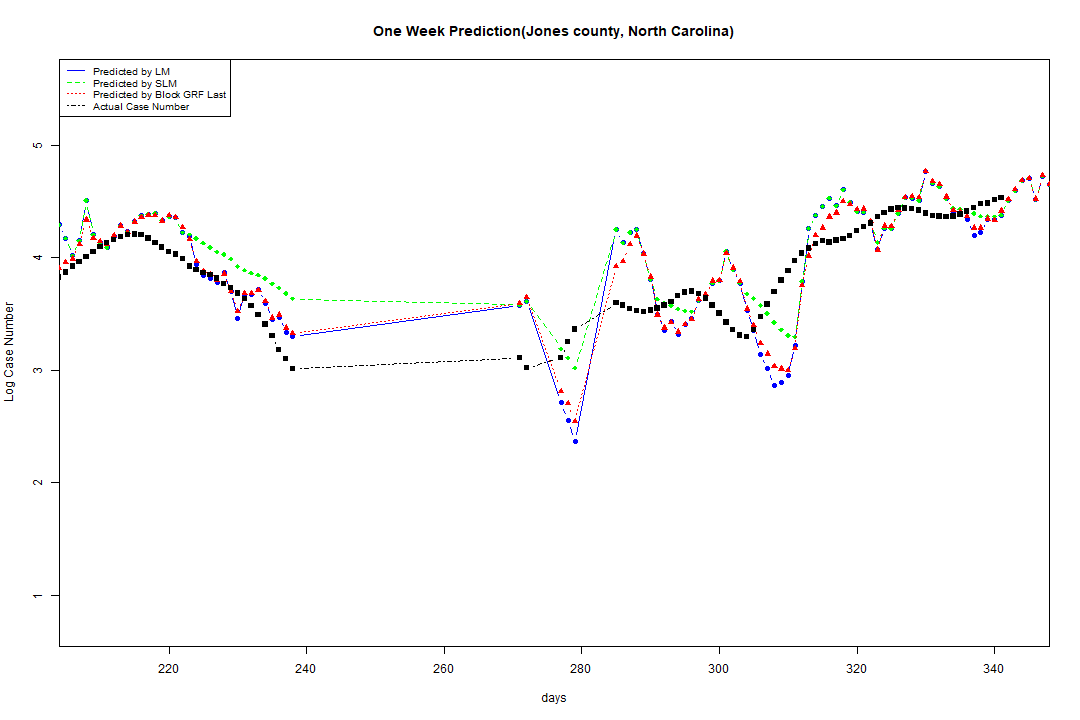 One Week Prediction(Jones county, North Carolina)
Predicted by LM
Predicted by SLM
Predicted by Block GRF Last
Actual Case Number
Log Case Number
5
4
3
2
1
220 240 260 280 300 320 340
days